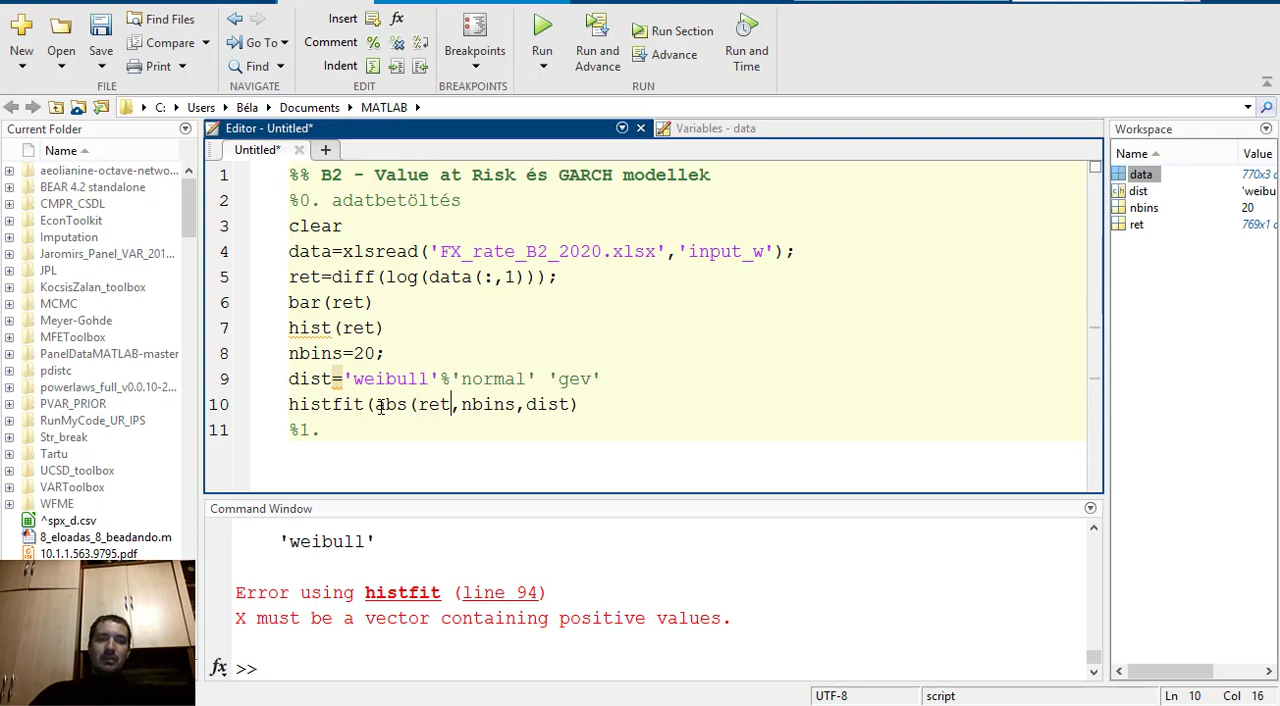 Insert fx
Find Files
Compare
Print
New Open Save
Go To
Find
Comment
Indent
Breakpoints
Run Run and Advance
Run Section
Advance
Run and Time
FILE NAVIGATE EDIT BREAKPOINTS RUN
C: Users Béla Documents MATLAB
Current Folder
Name
aeolianine-octave-netwo...
BEAR 4.2 standalone
CMPR_CSDL
EconToolkit
Imputation
Jaromirs_Panel_VAR_201...
JPL
KocsisZalan_toolbox
MCMC
Meyer-Gohde
MFEToolbox
PanelDataMATLAB-master
pdistc
powerlaws_full_v0.0.10-2...
PVAR_PRIOR
RunMyCode_UR_IPS
Str_break
Tartu
UCSD_toolbox
VARToolbox
WFME
^spx_d.csv
8_eloadas_8_beadando.m
10.1.1.563.9795.pdf
Editor - Untitled*
Variables - data
Untitled*
1 %% B2 - Value at Risk és GARCH modellek
2 %0. adatbetöltés
3 clear
4 data=xlsread('FX_rate_B2_2020.xlsx','input_w');
5 ret=diff(log(data(:,1)));
6 bar(ret)
7 hist(ret)
8 nbins=20;
9 dist='weibull'%'normal' 'gev'
10 histfit(abs(ret,nbins,dist)
11 %1.
Command Window
'weibull'
Error using histfit (line 94)
X must be a vector containing positive values.
fx >>
Workspace
Name Value
data 770x3
dist 'weibu
nbins 20
ret 769x1
UTF-8 script Ln 10 Col 16